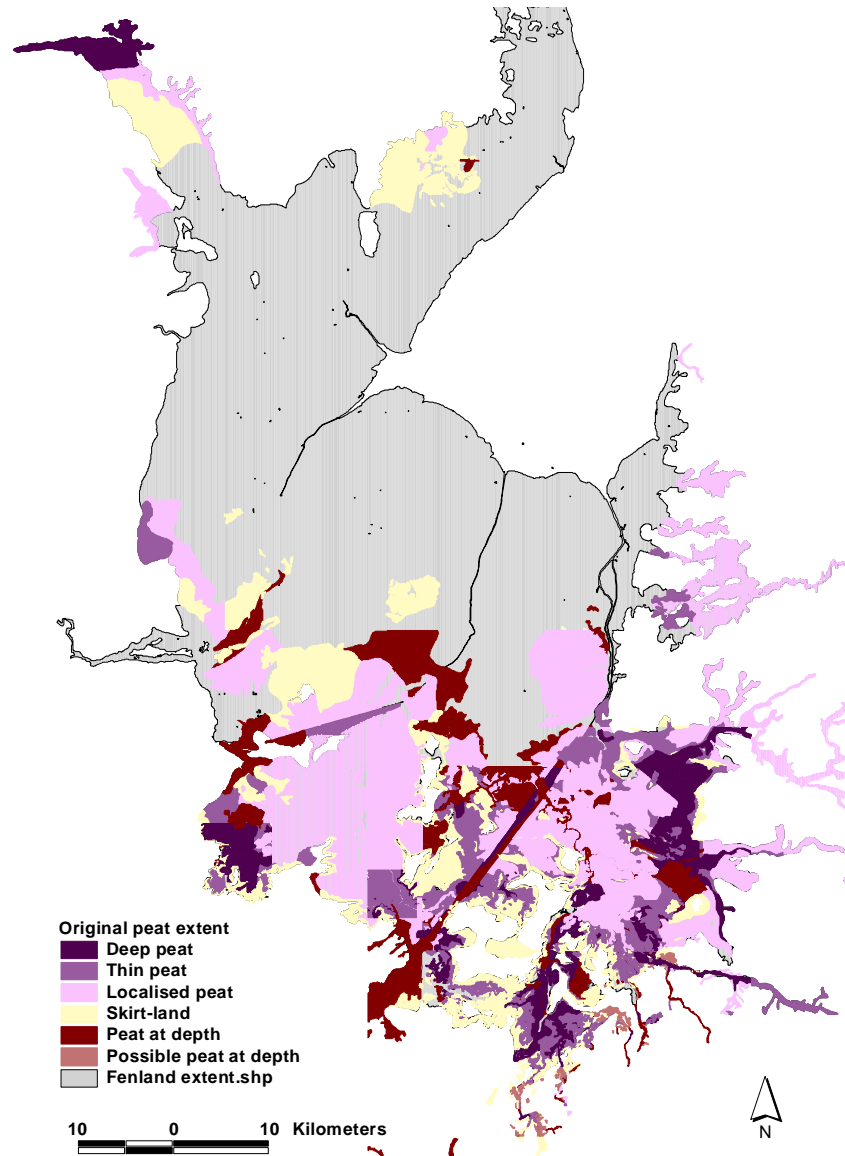 Original peat extent
Deep peat
Thin peat
Localised peat
Skirt-land
Peat at depth
Possible peat at depth
Fenland extent.shp
10 0 10 Kilometers
N